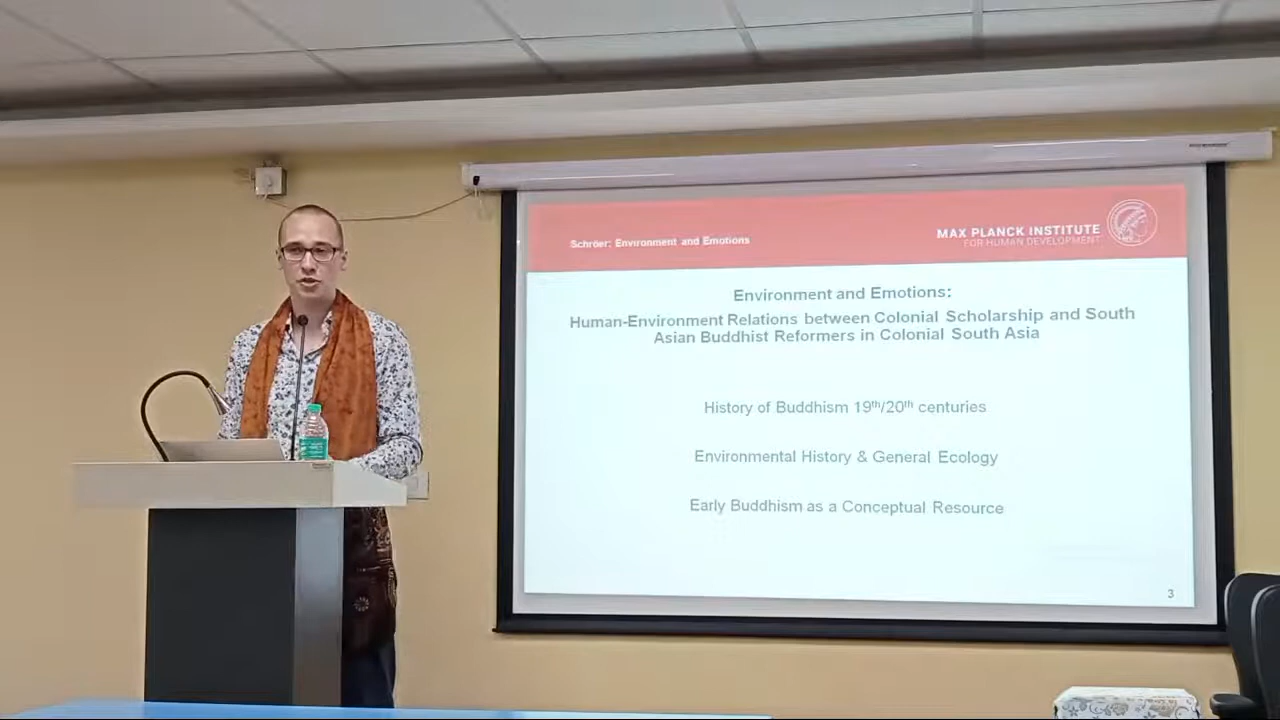 Schröer: Environment and Emotions
MAX PLANCK INSTITUTE
FOR HUMAN DEVELOPMENT
Environment and Emotions:
Human-Environment Relations between Colonial Scholarship and South
Asian Buddhist Reformers in Colonial South Asia
History of Buddhism 19th/20th centuries
Environmental History & General Ecology
Early Buddhism as a Conceptual Resource
3